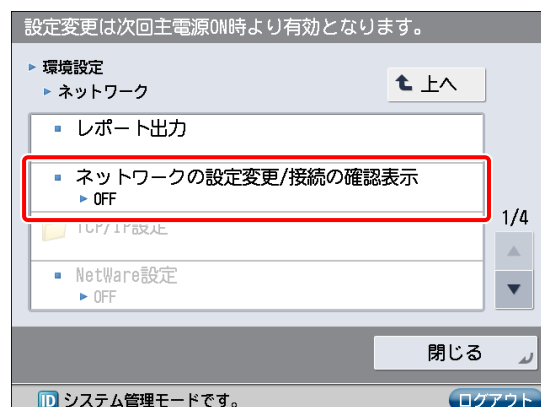 設定変更は次回主電源ON時より有効となります。
環境設定
ネットワーク
上へ
レポート出力
ネットワークの設定変更/接続の確認表示
OFF
TCP/IP設定
1/4
NetWare設定
OFF
閉じる
ID システム管理モードです。
ログアウト